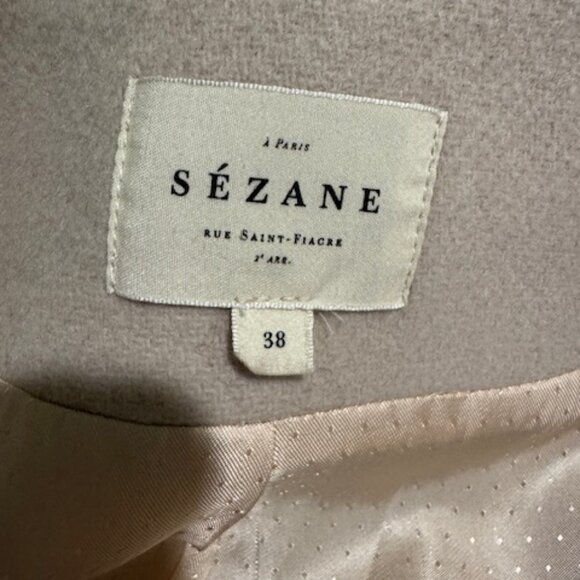 À PARIS
SÉZANE
RUE SAINT-FIACRE
2ᵉ ARR.
38